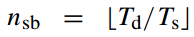 n_sb = ⌊T_d/T_s⌋